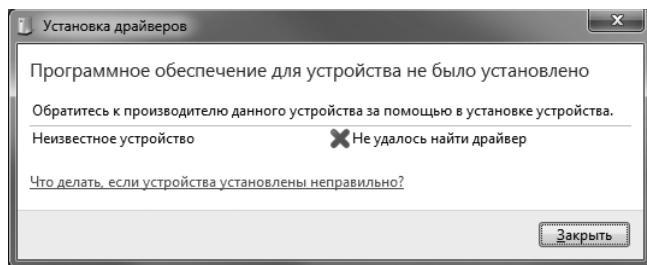 Установка драйверов
Программное обеспечение для устройства не было установлено
Обратитесь к производителю данного устройства за помощью в установке устройства.
Неизвестное устройство Не удалось найти драйвер
Что делать, если устройства установлены неправильно?
Закрыть